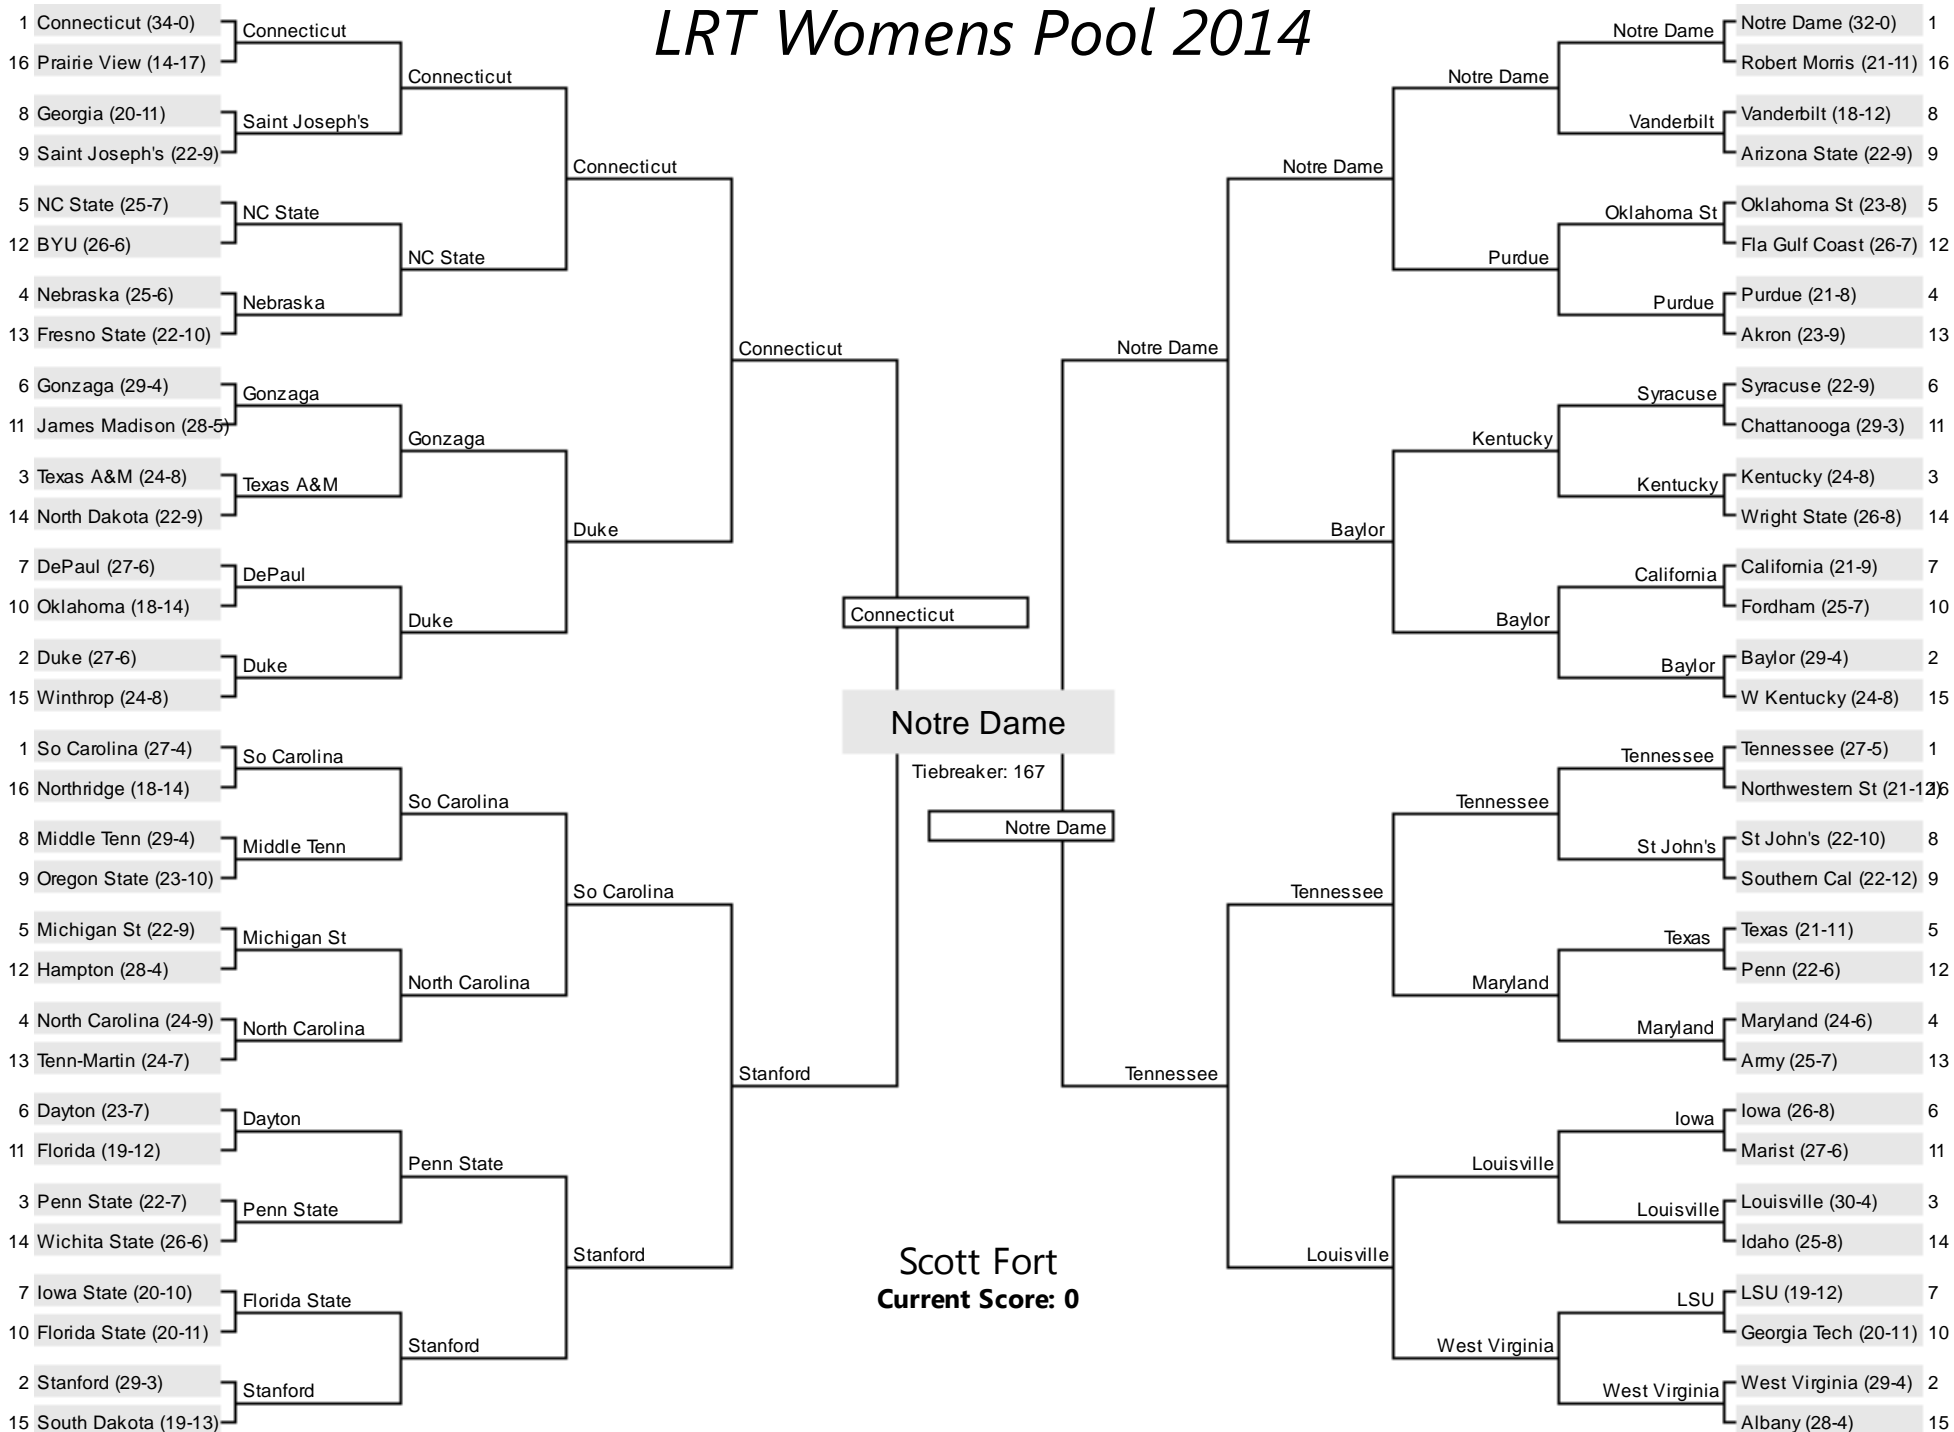 LRT Womens Pool 2014
1 Connecticut (34-0)
16 Prairie View (14-17)
8 Georgia (20-11)
9 Saint Joseph's (22-9)
5 NC State (25-7)
12 BYU (26-6)
4 Nebraska (25-6)
13 Fresno State (22-10)
6 Gonzaga (29-4)
11 James Madison (28-5)
3 Texas A&M (24-8)
14 North Dakota (22-9)
7 DePaul (27-6)
10 Oklahoma (18-14)
2 Duke (27-6)
15 Winthrop (24-8)
1 So Carolina (27-4)
16 Northridge (18-14)
8 Middle Tenn (29-4)
9 Oregon State (23-10)
5 Michigan St (22-9)
12 Hampton (28-4)
4 North Carolina (24-9)
13 Tenn-Martin (24-7)
6 Dayton (23-7)
11 Florida (19-12)
3 Penn State (22-7)
14 Wichita State (26-6)
7 Iowa State (20-10)
10 Florida State (20-11)
2 Stanford (29-3)
15 South Dakota (19-13)
Connecticut
Saint Joseph's
NC State
Nebraska
Gonzaga
Texas A&M
DePaul
Duke
So Carolina
Middle Tenn
Michigan St
North Carolina
Dayton
Penn State
Florida State
Stanford
Connecticut
NC State
Gonzaga
Duke
So Carolina
North Carolina
Penn State
Stanford
Connecticut
Duke
So Carolina
Stanford
Connecticut
Stanford
Connecticut
Notre Dame
Tiebreaker: 167
Notre Dame
Scott Fort
Current Score: 0
Notre Dame
Tennessee
Notre Dame
Baylor
Tennessee
Louisville
Notre Dame
Purdue
Kentucky
Baylor
Tennessee
Maryland
Louisville
West Virginia
Notre Dame
Vanderbilt
Oklahoma St
Purdue
Syracuse
Kentucky
California
Baylor
Tennessee
St John's
Texas
Maryland
Iowa
Louisville
LSU
West Virginia
Notre Dame (32-0) 1
Robert Morris (21-11) 16
Vanderbilt (18-12) 8
Arizona State (22-9) 9
Oklahoma St (23-8) 5
Fla Gulf Coast (26-7) 12
Purdue (21-8) 4
Akron (23-9) 13
Syracuse (22-9) 6
Chattanooga (29-3) 11
Kentucky (24-8) 3
Wright State (26-8) 14
California (21-9) 7
Fordham (25-7) 10
Baylor (29-4) 2
W Kentucky (24-8) 15
Tennessee (27-5) 1
Northwestern St (21-12) 16
St John's (22-10) 8
Southern Cal (22-12) 9
Texas (21-11) 5
Penn (22-6) 12
Maryland (24-6) 4
Army (25-7) 13
Iowa (26-8) 6
Marist (27-6) 11
Louisville (30-4) 3
Idaho (25-8) 14
LSU (19-12) 7
Georgia Tech (20-11) 10
West Virginia (29-4) 2
Albany (28-4) 15